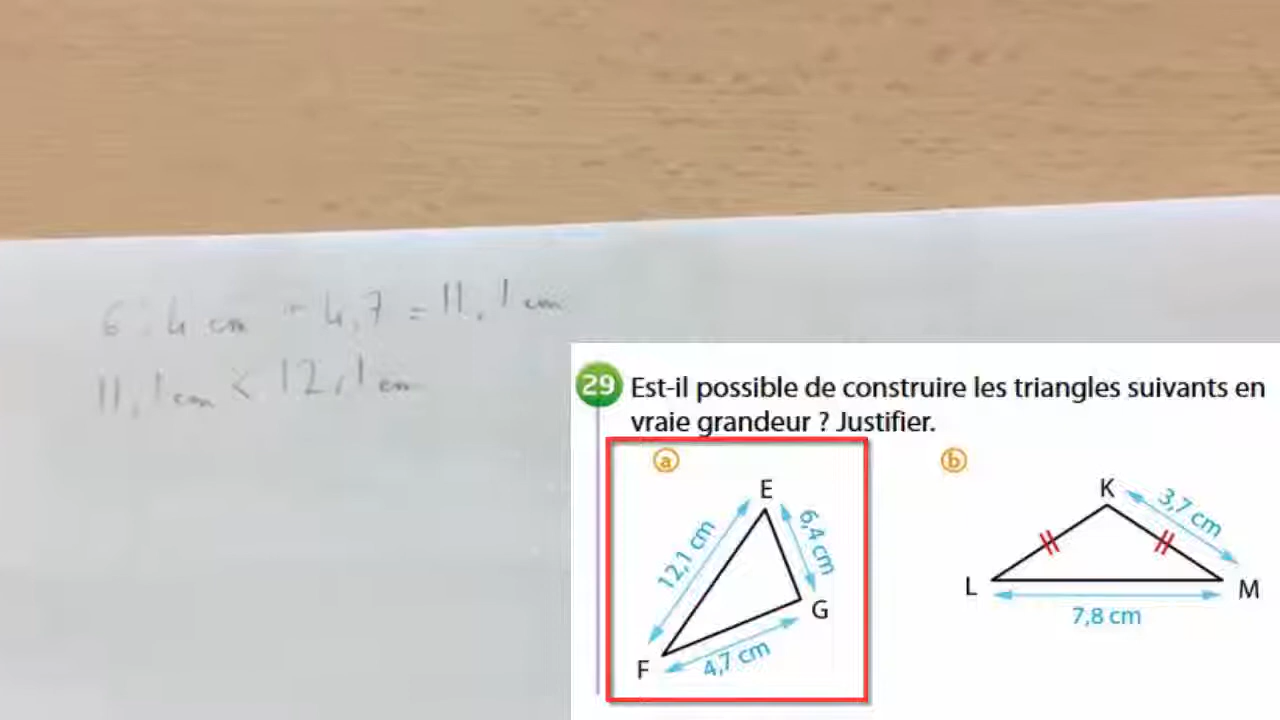 6,4 cm + 4,7 = 11,1 cm
11,1 cm < 12,1 cm
29 Est-il possible de construire les triangles suivants en
vraie grandeur ? Justifier.
a
E
12,1 cm
6,4 cm
G
F
4,7 cm
b
K
3,7 cm
L
M
7,8 cm